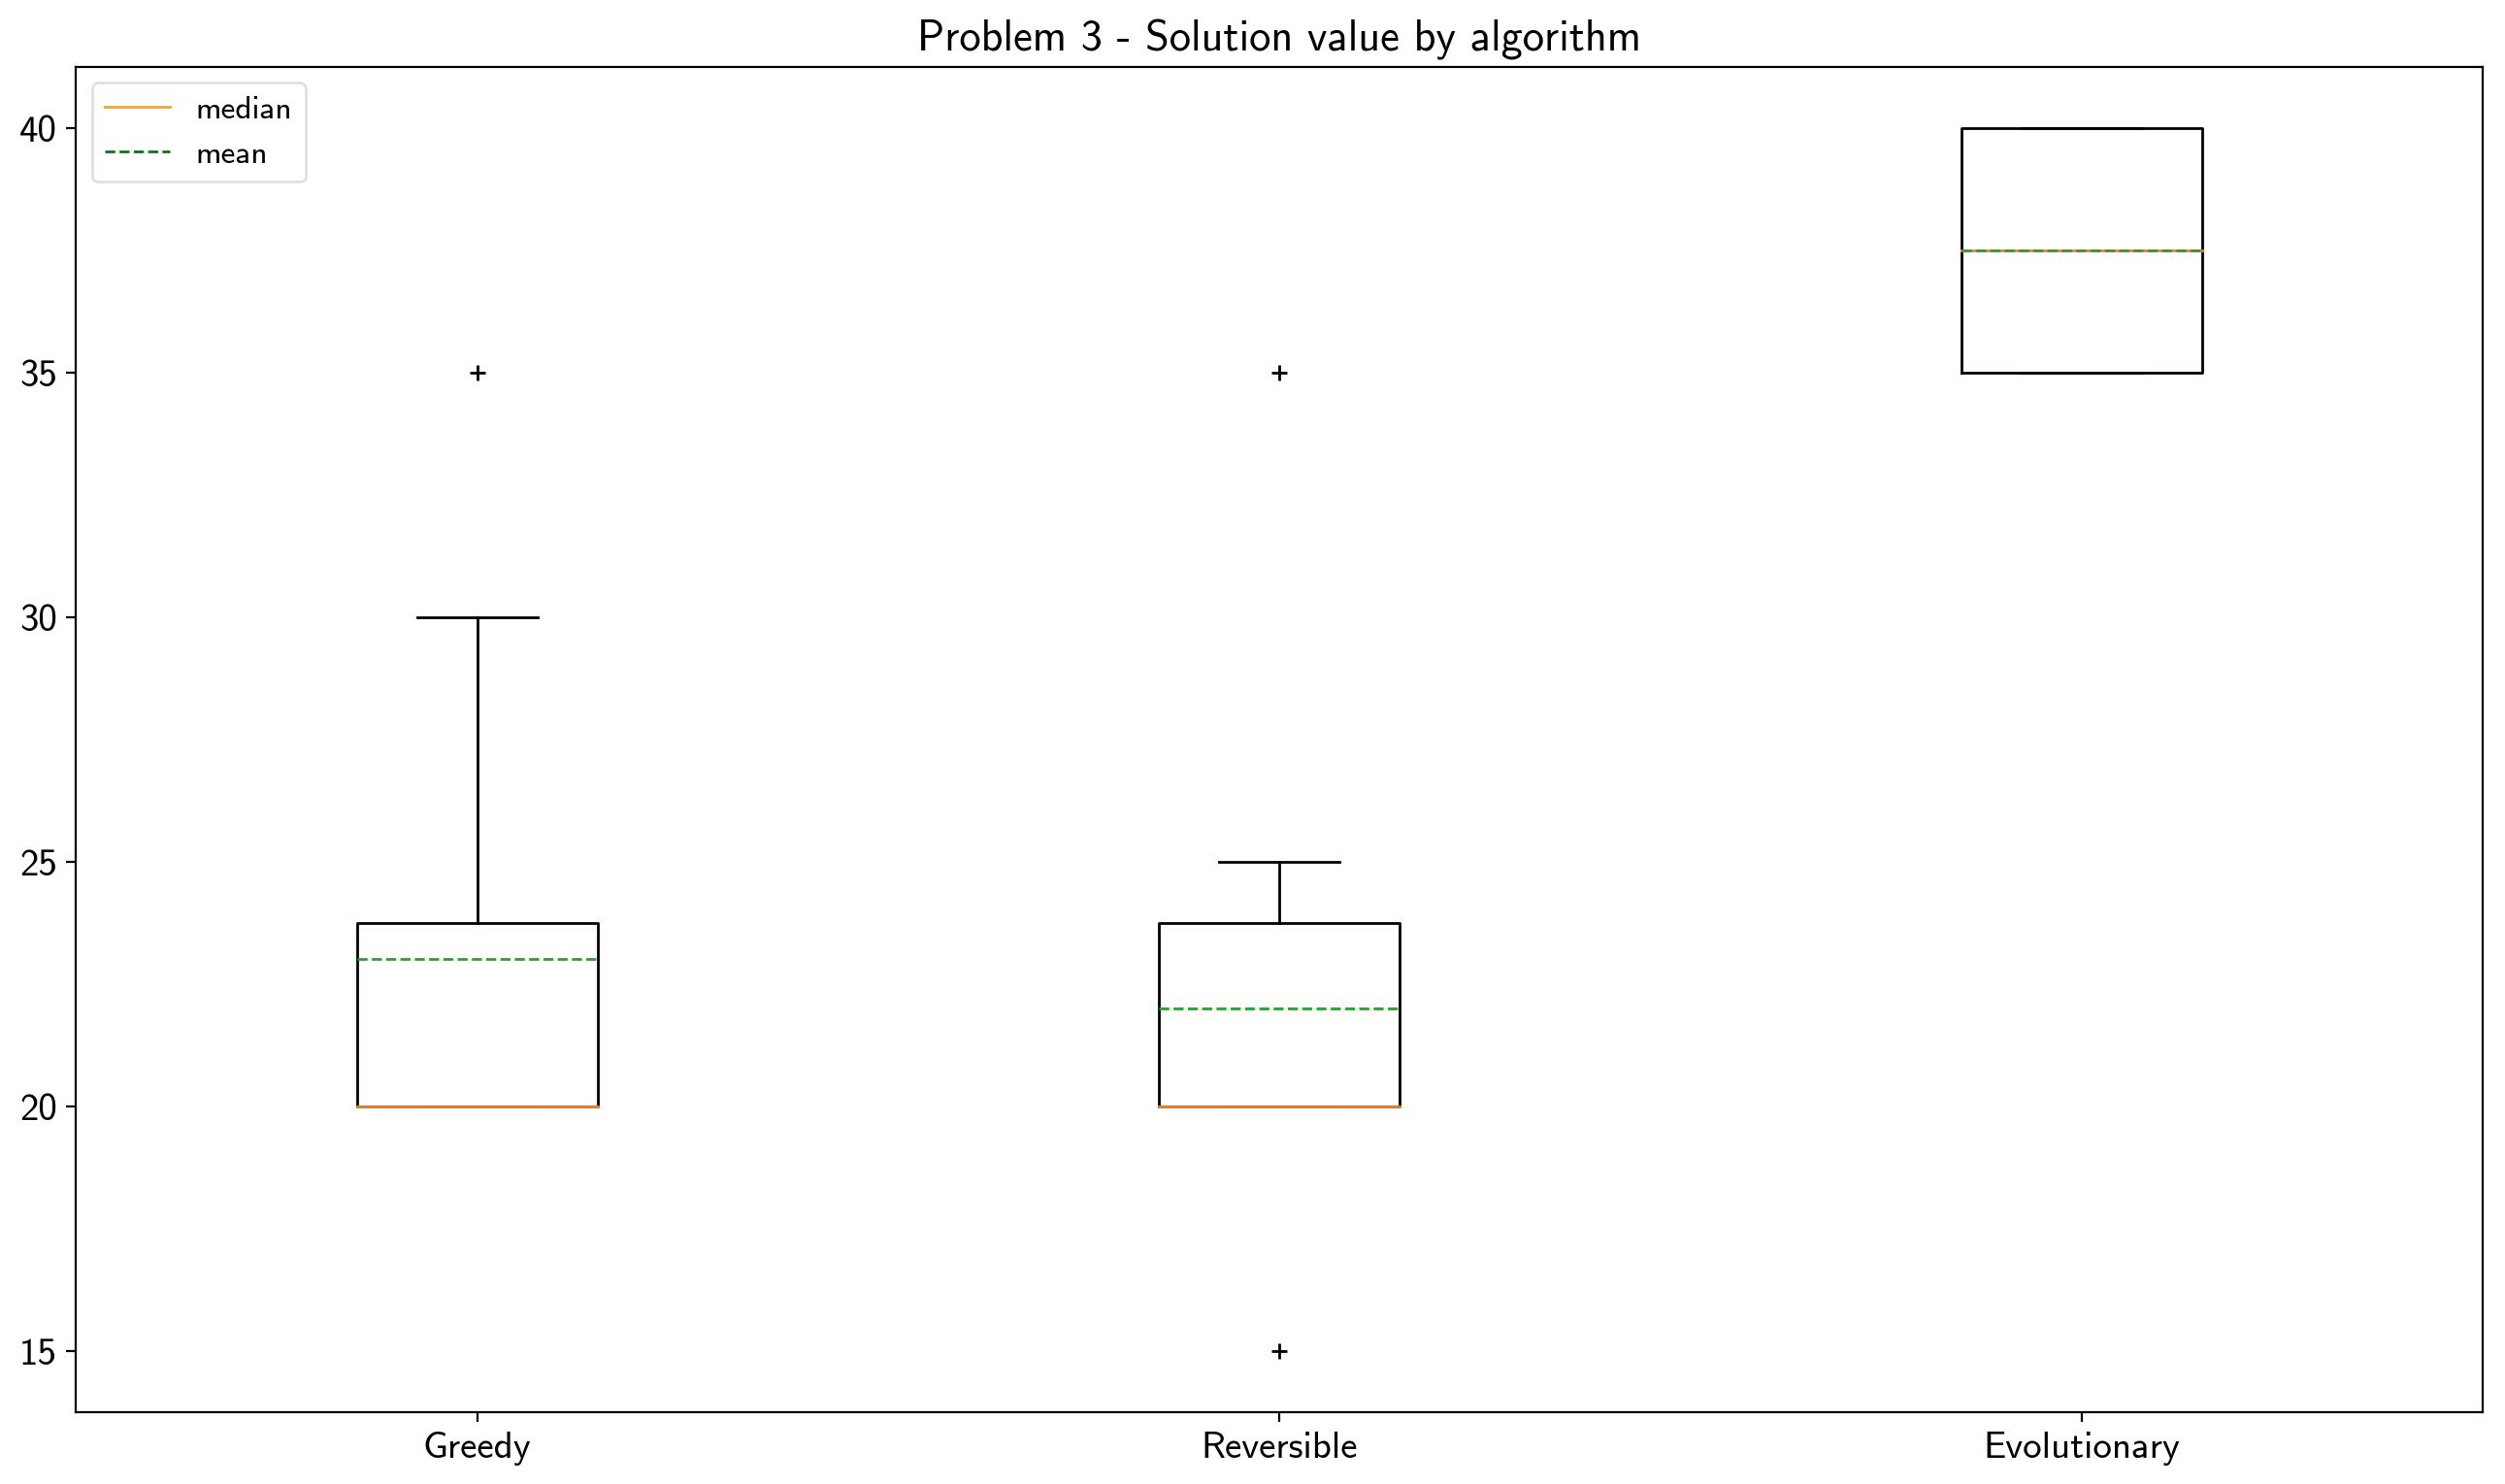 Problem 3 - Solution value by algorithm
median
mean
40
35
30
25
20
15
Greedy
Reversible
Evolutionary